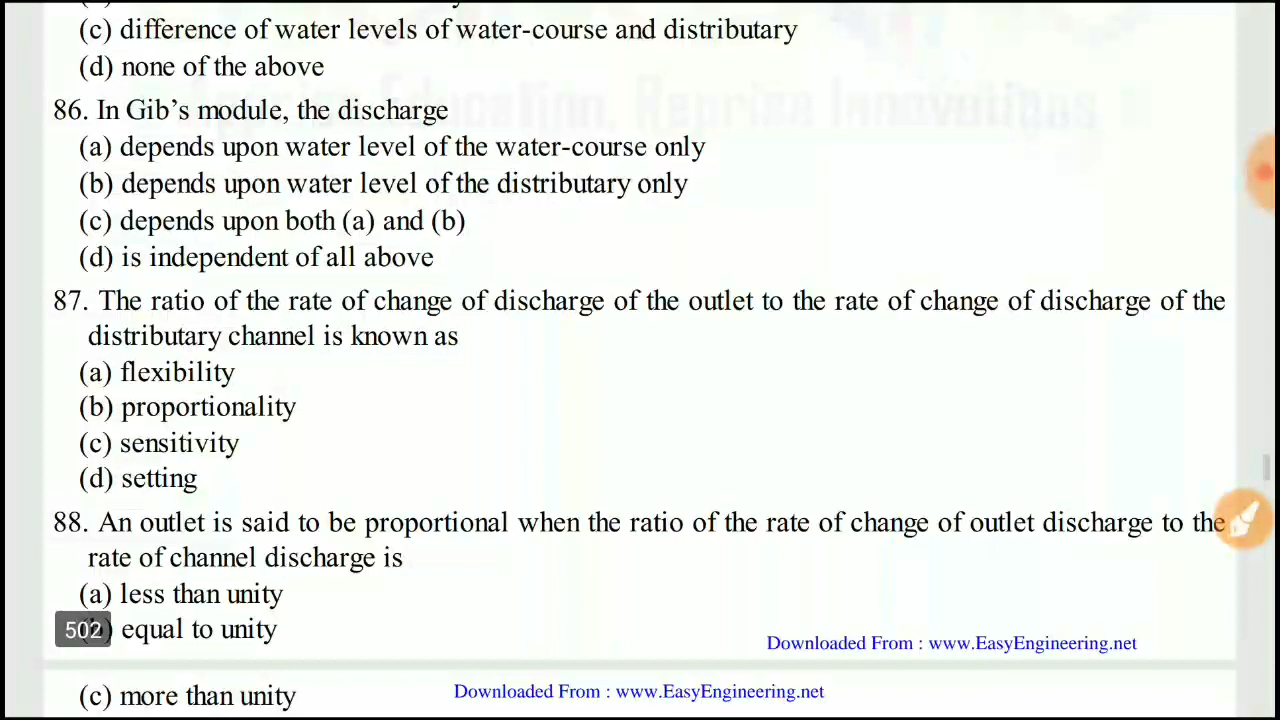 (c) difference of water levels of water-course and distributary
(d) none of the above
86. In Gib's module, the discharge
(a) depends upon water level of the water-course only
(b) depends upon water level of the distributary only
(c) depends upon both (a) and (b)
(d) is independent of all above
87. The ratio of the rate of change of discharge of the outlet to the rate of change of discharge of the
distributary channel is known as
(a) flexibility
(b) proportionality
(c) sensitivity
(d) setting
88. An outlet is said to be proportional when the ratio of the rate of change of outlet discharge to the
rate of channel discharge is
(a) less than unity
502 equal to unity
Downloaded From : www.EasyEngineering.net
(c) more than unity
Downloaded From : www.EasyEngineering.net